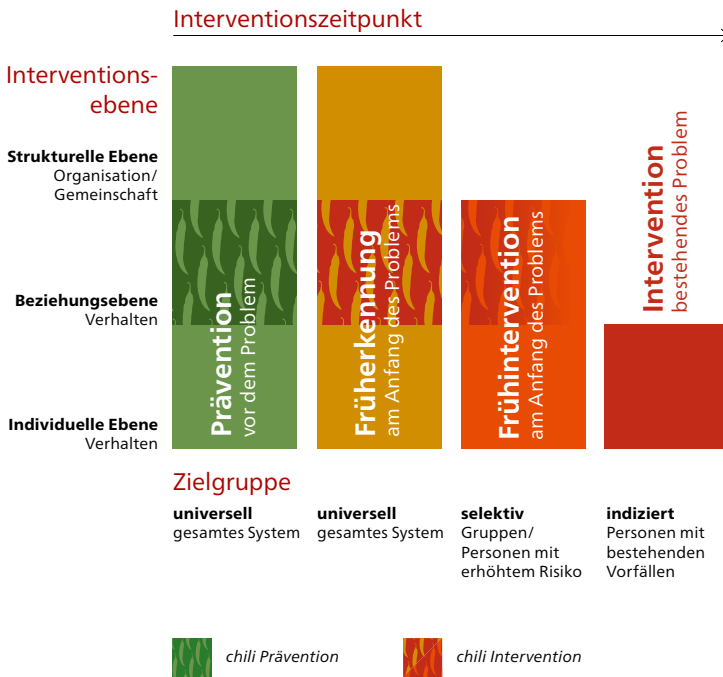 Interventionszeitpunkt
Interventions-
ebene
Strukturelle Ebene
Organisation/
Gemeinschaft
Beziehungsebene
Verhalten
Individuelle Ebene
Verhalten
Prävention
vor dem Problem
Früherkennung
am Anfang des Problems
Frühintervention
am Anfang des Problems
Intervention
bestehendes Problem
Zielgruppe
universell
gesamtes System
universell
gesamtes System
selektiv
Gruppen/
Personen mit
erhöhtem Risiko
indiziert
Personen mit
bestehenden
Vorfällen
chili Prävention
chili Intervention